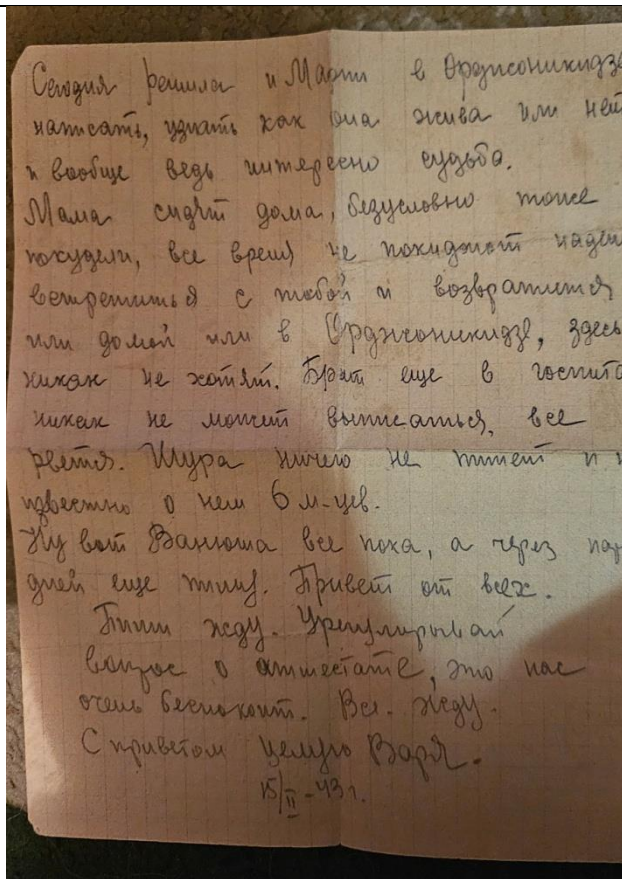 Сегодня решила и Марти в Орджоникидзе
написать, узнать как она жива или нет
и вообще ведь интересно судьба.
Мама сидят дома, безусловно тоже
похудели, все время не покидают наде
встретиться с тобой и возвратится
или домой или в Орджоникидзе, здесь
никак не хотят. Брат еще в госпита
никак не может выписаться, все
рвется. Шура ничего не пишет и н
известно о нем 6 м-цев.
Ну вот Ванюша все пока, а через пар
дней еще пишу. Привет от всех.
Пиши жду. Урегулировай
вопрос о аттестате, это нас
очень беспокоит. Все. Жду.
С приветом целую Варя.
15/II-43 г.